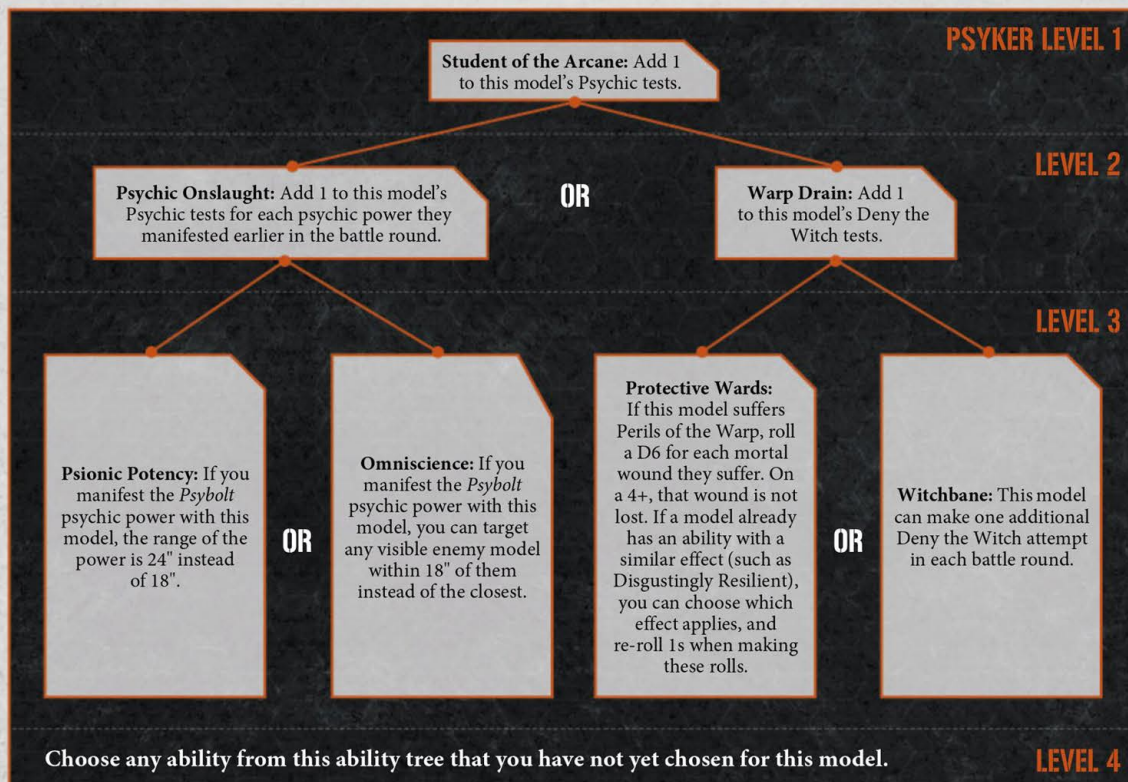 PSYKER LEVEL 1
Student of the Arcane: Add 1
to this model's Psychic tests.
LEVEL 2
Psychic Onslaught: Add 1 to this model's
Psychic tests for each psychic power they
manifested earlier in the battle round.
OR
Warp Drain: Add 1
to this model's Deny the
Witch tests.
LEVEL 3
Psionic Potency: If you
manifest the Psybolt
psychic power with this
model, the range of the
power is 24" instead
of 18".
OR
Omniscience: If you
manifest the Psybolt
psychic power with this
model, you can target
any visible enemy model
within 18" of them
instead of the closest.
Protective Wards:
If this model suffers
Perils of the Warp, roll
a D6 for each mortal
wound they suffer. On
a 4+, that wound is not
lost. If a model already
has an ability with a
similar effect (such as
Disgustingly Resilient),
you can choose which
effect applies, and
re-roll 1s when making
these rolls.
OR
Witchbane: This model
can make one additional
Deny the Witch attempt
in each battle round.
Choose any ability from this ability tree that you have not yet chosen for this model.
LEVEL 4